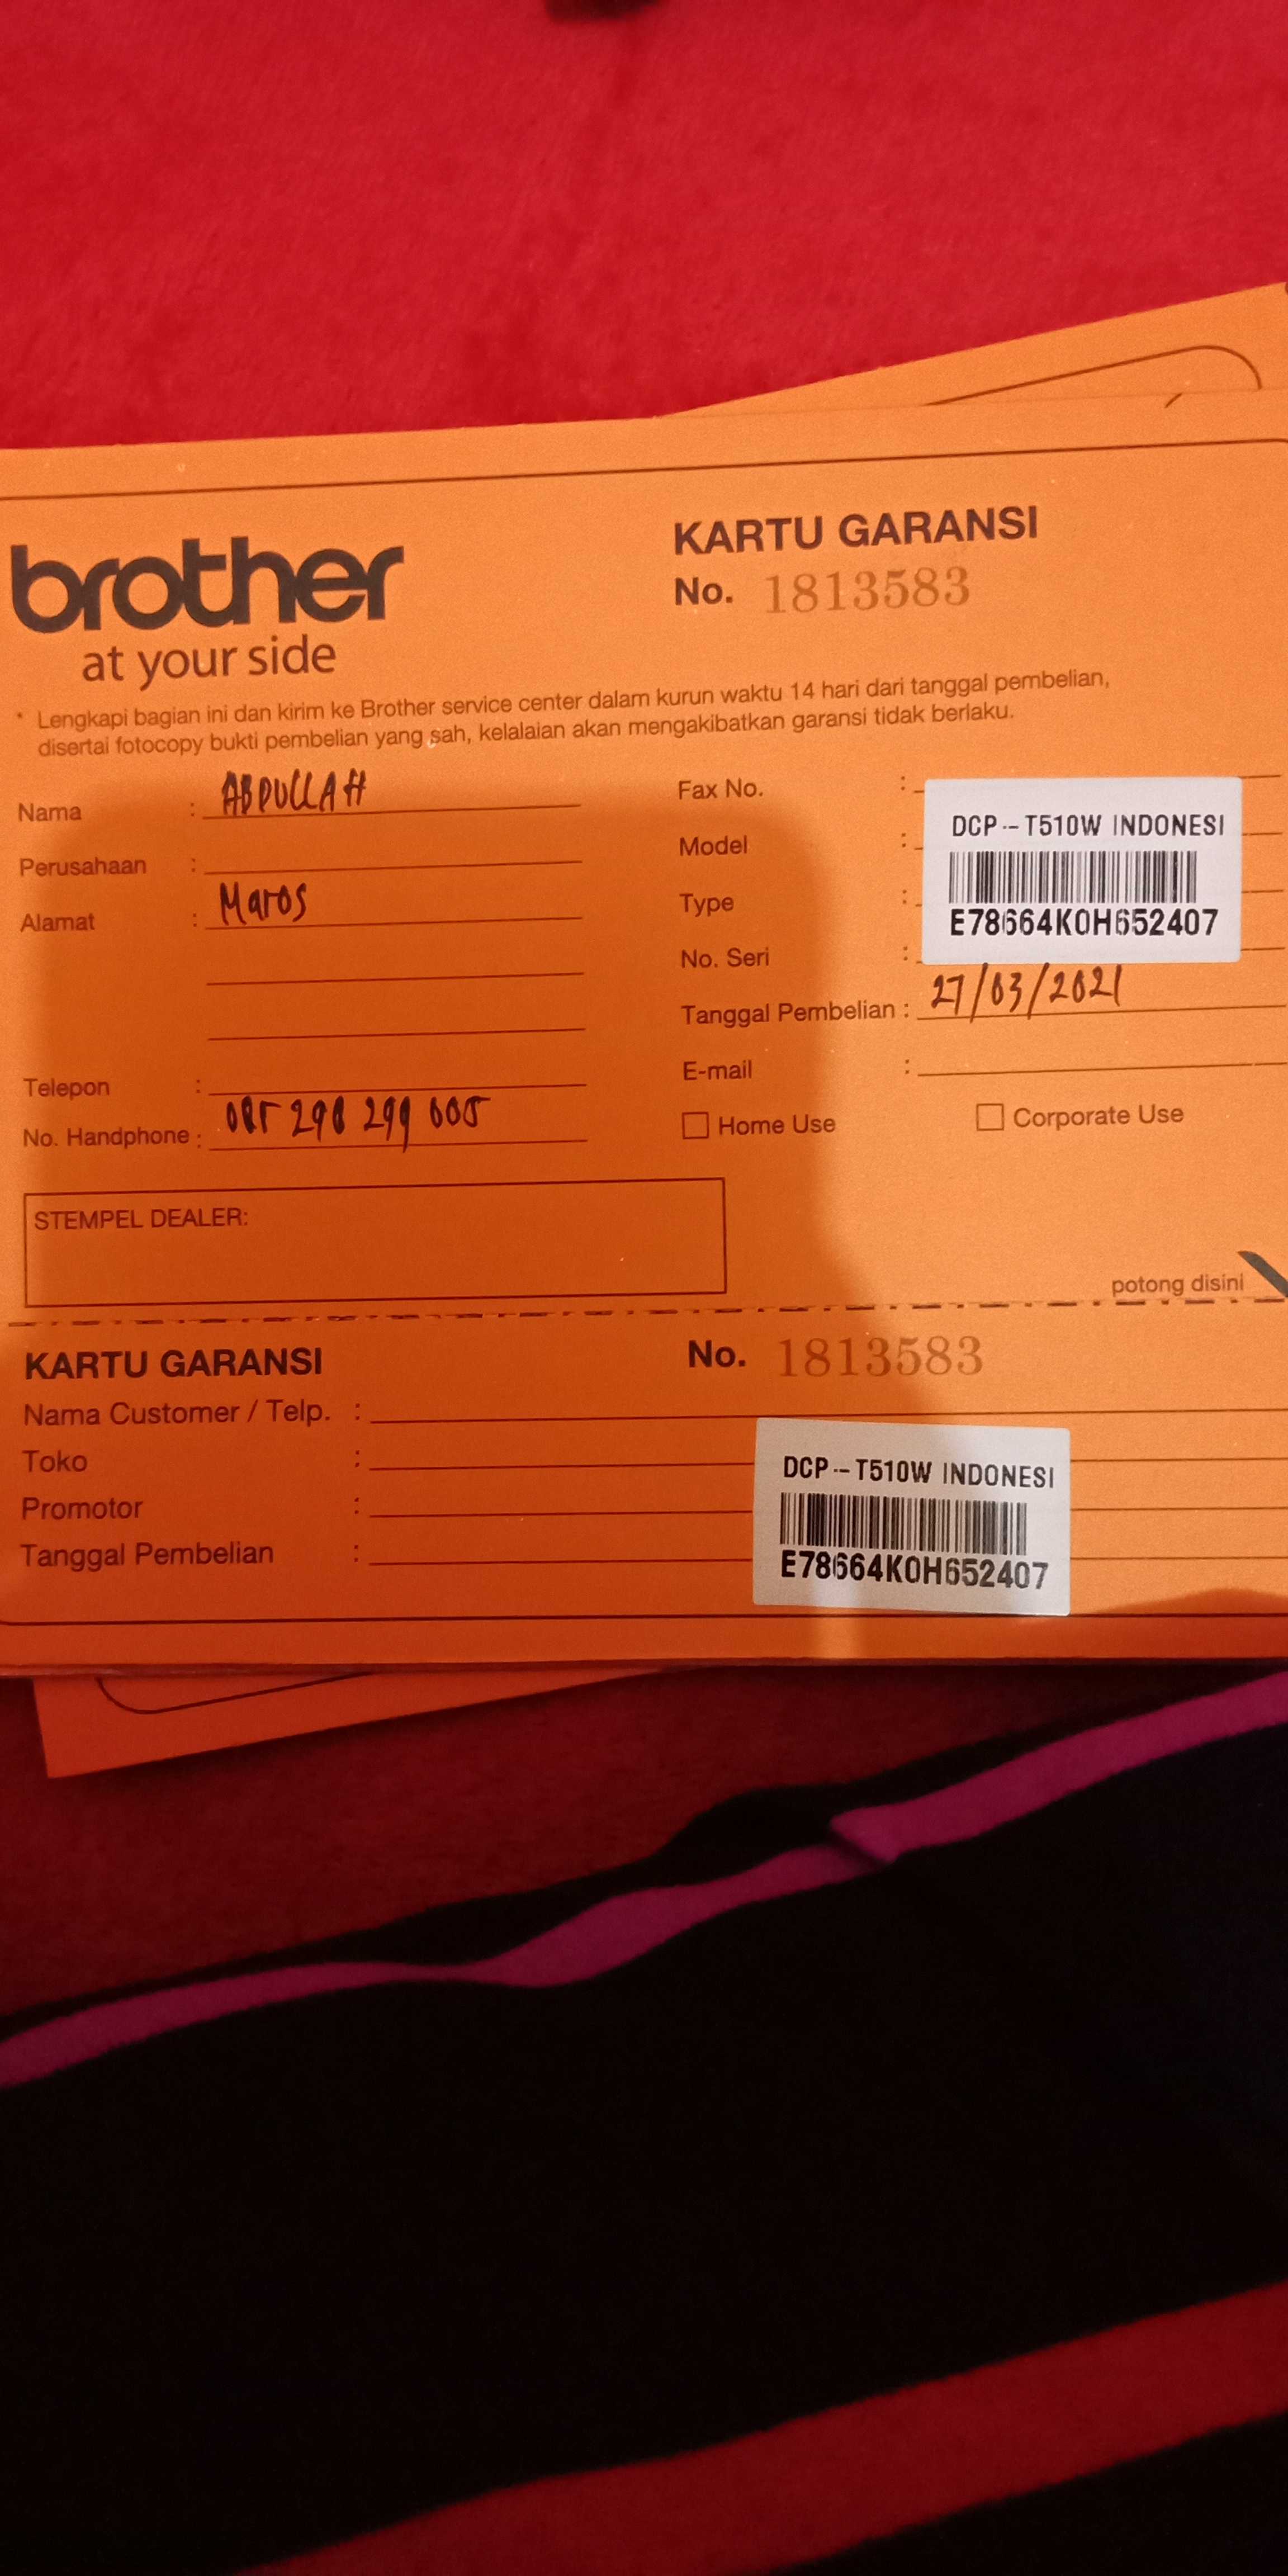 brother
at your side
KARTU GARANSI
No. 1813583
* Lengkapi bagian ini dan kirim ke Brother service center dalam kurun waktu 14 hari dari tanggal pembelian,
disertai fotocopy bukti pembelian yang sah, kelalaian akan mengakibatkan garansi tidak berlaku.
Nama : ABDULLAH
Perusahaan :
Alamat : Maros
Telepon :
No. Handphone :
Fax No. :
Model :
Type :
No. Seri :
DCP-T510W INDONESI
E78664K0H652407
Tanggal Pembelian : 27/03/2021
E-mail :
Home Use
Corporate Use
STEMPEL DEALER:
potong disini
KARTU GARANSI
No. 1813583
Nama Customer / Telp. :
Toko :
Promotor :
Tanggal Pembelian :
DCP-T510W INDONESI
E78664K0H652407